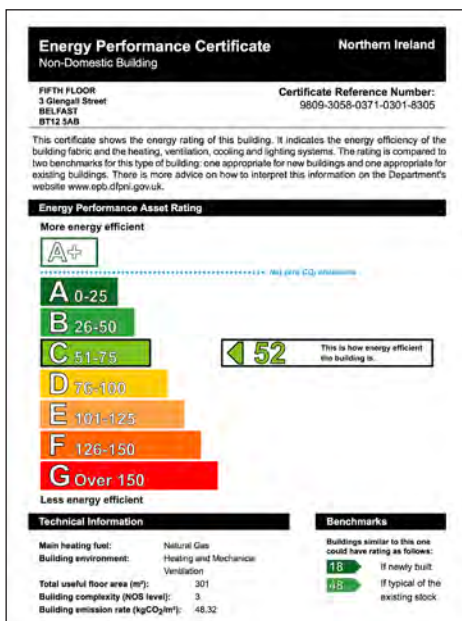 Energy Performance Certificate
Northern Ireland
Non-Domestic Building
FIFTH FLOOR
3 Glengall Street
BELFAST
BT12 5AB
Certificate Reference Number:
9809-3058-0371-0301-8305
This certificate shows the energy rating of this building. It indicates the energy efficiency of
the building fabric and the heating, ventilation, cooling and lighting systems. The rating is compared to
two benchmarks for this type of building: one appropriate for new buildings and one appropriate for
existing buildings. There is more advice on how to interpret this information on the Department's
website www.epb.dfpni.gov.uk.
Energy Performance Asset Rating
More energy efficient
A+
Net zero CO₂ emissions
A 0-25
B 26-50
C 51-75
52
This is how energy efficient
the building is.
D 76-100
E 101-125
F 126-150
G Over 150
Less energy efficient
Technical Information
Main heating fuel: Natural Gas
Building environment: Heating and Mechanical
Ventilation
Total useful floor area (m²): 301
Building complexity (NOS level): 3
Building emission rate (kgCO₂/m²): 48.32
Benchmarks
Buildings similar to this one
could have rating as follows:
18 If newly built
48 If typical of the
existing stock